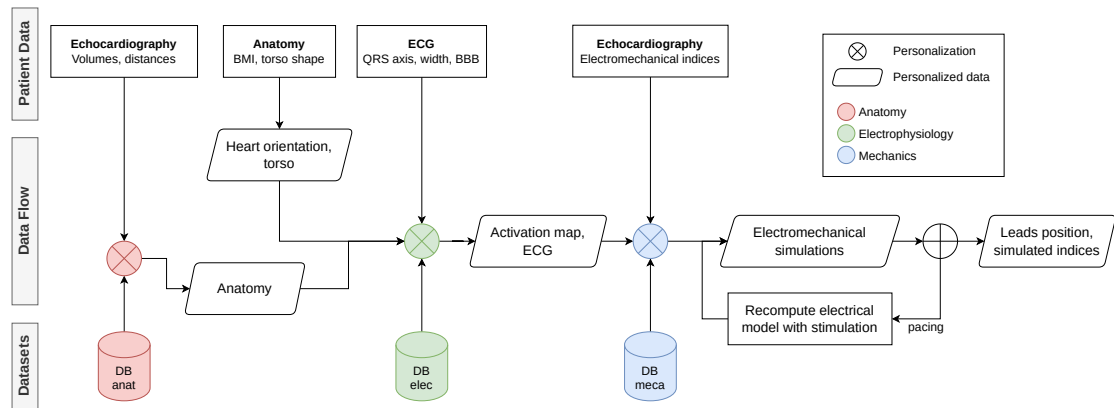 Patient Data
Echocardiography
Volumes, distances
Anatomy
BMI, torso shape
ECG
QRS axis, width, BBB
Echocardiography
Electromechanical indices
Personalization
Personalized data
Anatomy
Electrophysiology
Mechanics
Data Flow
Heart orientation,
torso
Anatomy
Activation map,
ECG
Electromechanical
simulations
Leads position,
simulated indices
Recompute electrical
model with stimulation
pacing
Datasets
DB
anat
DB
elec
DB
meca